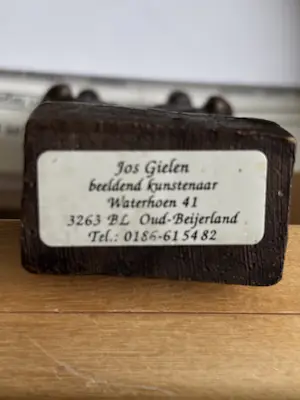 Jos Gielen
beeldend kunstenaar
Waterhoen 41
3263 BL Oud-Beijerland
Tel.: 0186-615482